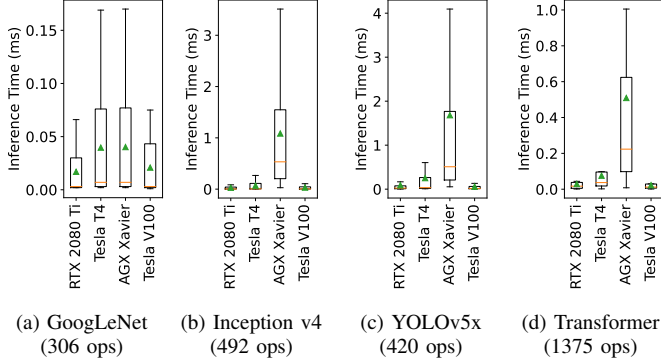 Inference Time (ms)
0.15
0.10
0.05
0.00
RTX 2080 Ti
Tesla T4
AGX Xavier
Tesla V100
(a) GoogLeNet
(306 ops)
Inference Time (ms)
3
2
1
0
RTX 2080 Ti
Tesla T4
AGX Xavier
Tesla V100
(b) Inception v4
(492 ops)
Inference Time (ms)
4
3
2
1
0
RTX 2080 Ti
Tesla T4
AGX Xavier
Tesla V100
(c) YOLOv5x
(420 ops)
Inference Time (ms)
1.0
0.8
0.6
0.4
0.2
0.0
RTX 2080 Ti
Tesla T4
AGX Xavier
Tesla V100
(d) Transformer
(1375 ops)